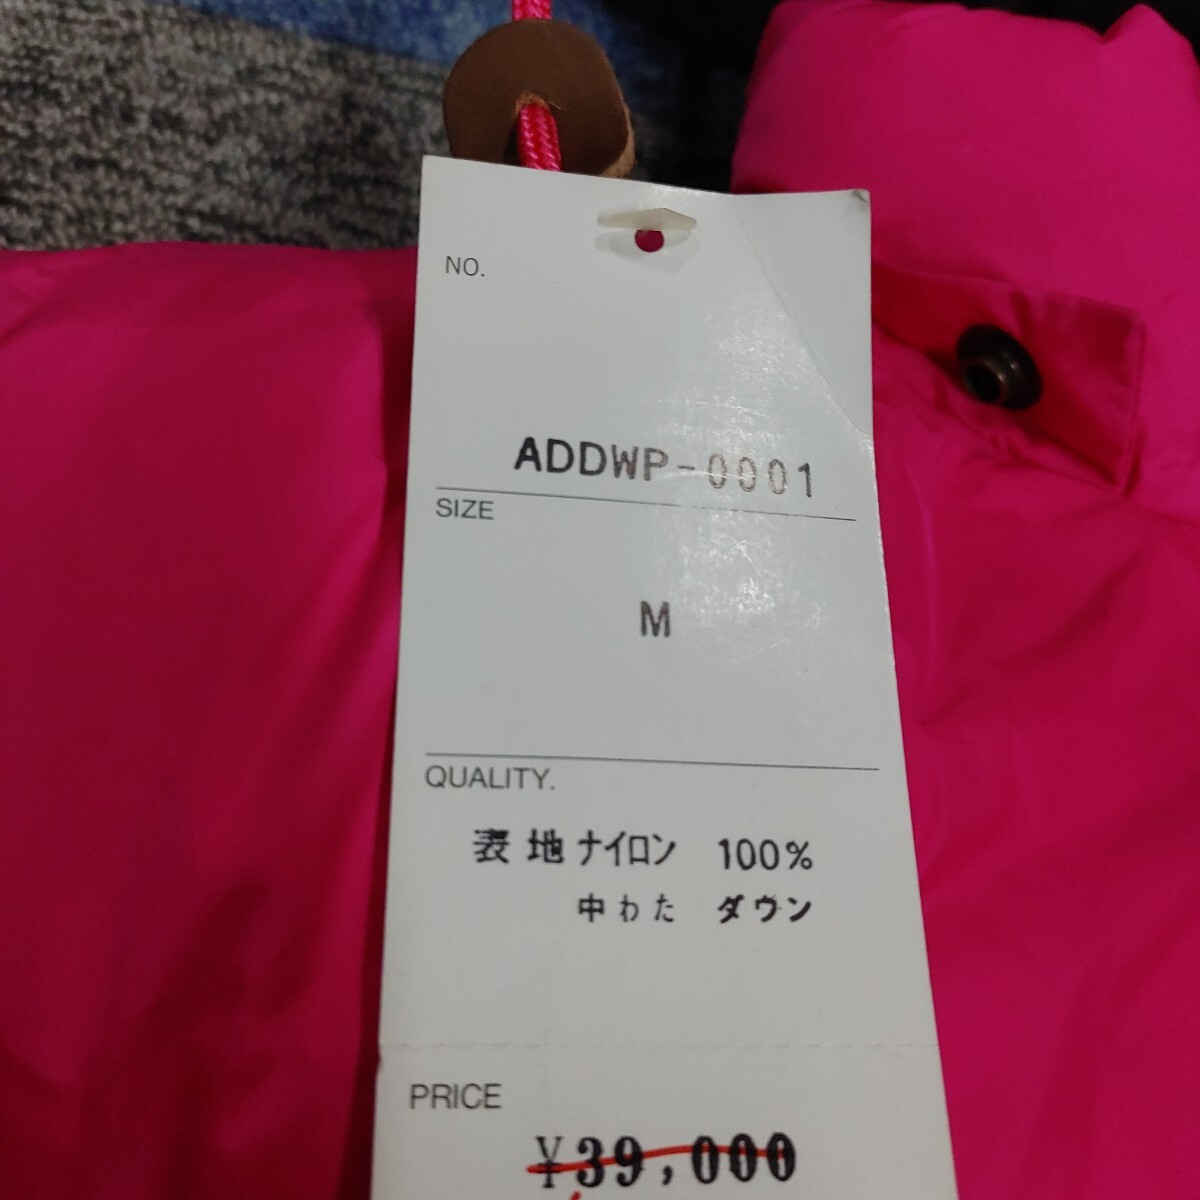 NO.
ADDWP-0001
SIZE
M
QUALITY.
表地ナイロン 100%
中わた ダウン
PRICE
¥39,000